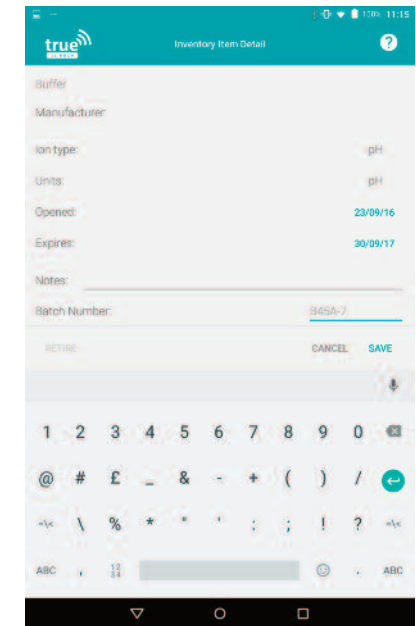 100% 11:15
true
Inventory Item Detail
?
Buffer
Manufacturer:
Ion type: pH
Units: pH
Opened: 23/09/16
Expires: 30/09/17
Notes:
Batch Number: B45A-7
RETIRE CANCEL SAVE
1 2 3 4 5 6 7 8 9 0
@ # £ _ & - + ( ) /
=\< \ % * " ' : ; ! ? =\<
ABC , 12 34 . ABC